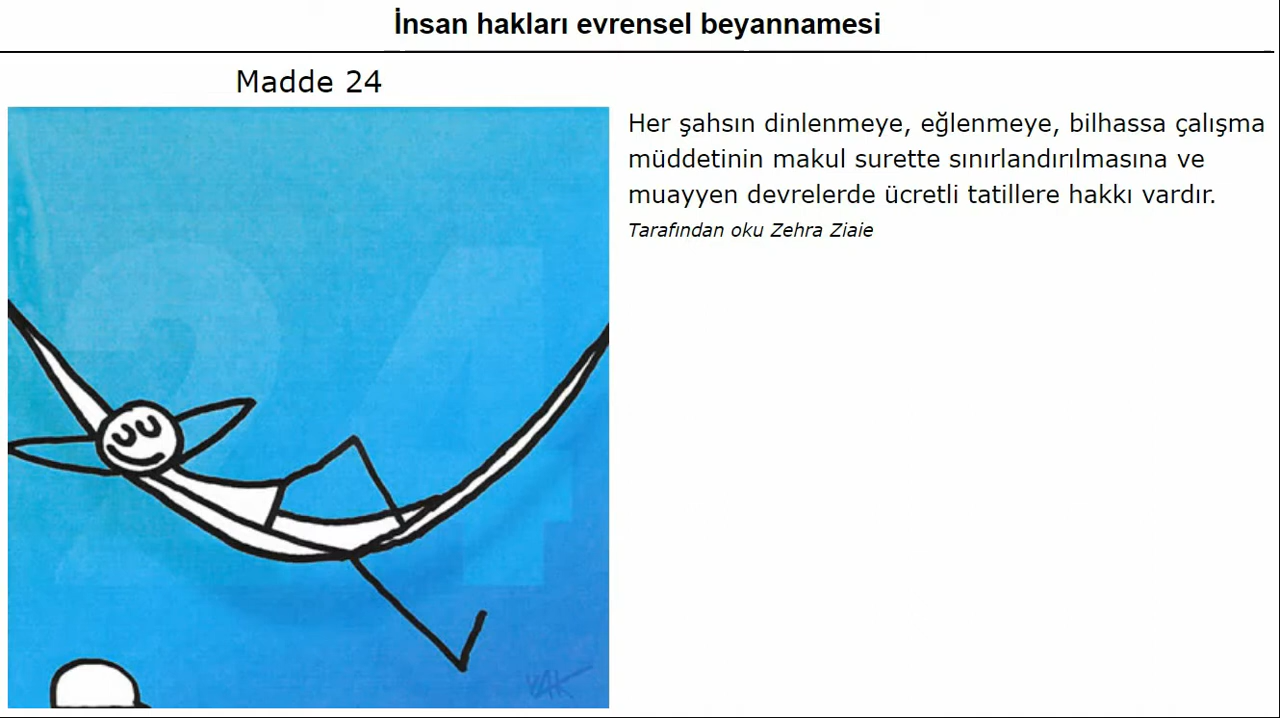 İnsan hakları evrensel beyannamesi
Madde 24
Her şahsın dinlenmeye, eğlenmeye, bilhassa çalışma
müddetinin makul surette sınırlandırılmasına ve
muayyen devrelerde ücretli tatillere hakkı vardır.
Tarafından oku Zehra Ziaie
24